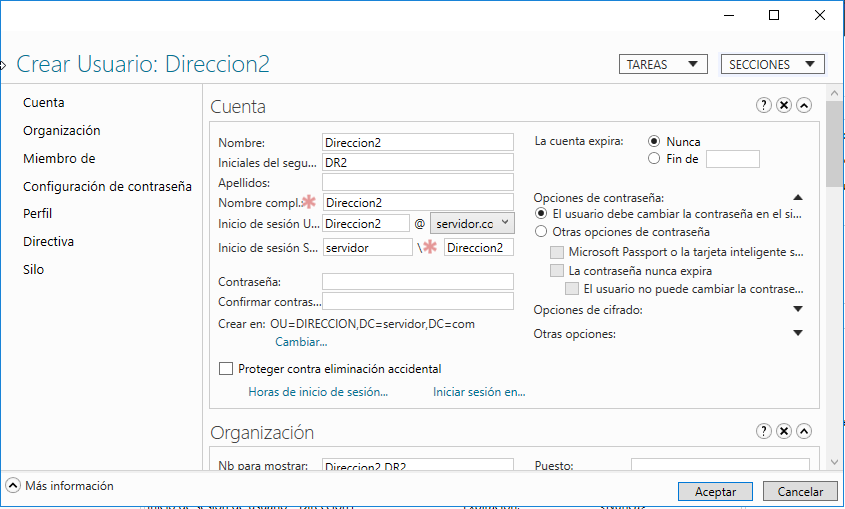 Crear Usuario: Direccion2
TAREAS
SECCIONES
Cuenta
Organización
Miembro de
Configuración de contraseña
Perfil
Directiva
Silo
Cuenta
?
Nombre: Direccion2
Iniciales del segu... DR2
Apellidos:
Nombre compl.: Direccion2
Inicio de sesión U... Direccion2 @ servidor.cc
Inicio de sesión S... servidor \ Direccion2
Contraseña:
Confirmar contras...
Crear en: OU=DIRECCION,DC=servidor,DC=com
Cambiar...
Proteger contra eliminación accidental
Horas de inicio de sesión... Iniciar sesión en...
La cuenta expira: Nunca
Fin de
Opciones de contraseña:
El usuario debe cambiar la contraseña en el si...
Otras opciones de contraseña
Microsoft Passport o la tarjeta inteligente s...
La contraseña nunca expira
El usuario no puede cambiar la contrase...
Opciones de cifrado:
Otras opciones:
Organización
?
Nb para mostrar: Direccion2 DR2
Puesto:
Más información
Aceptar
Cancelar